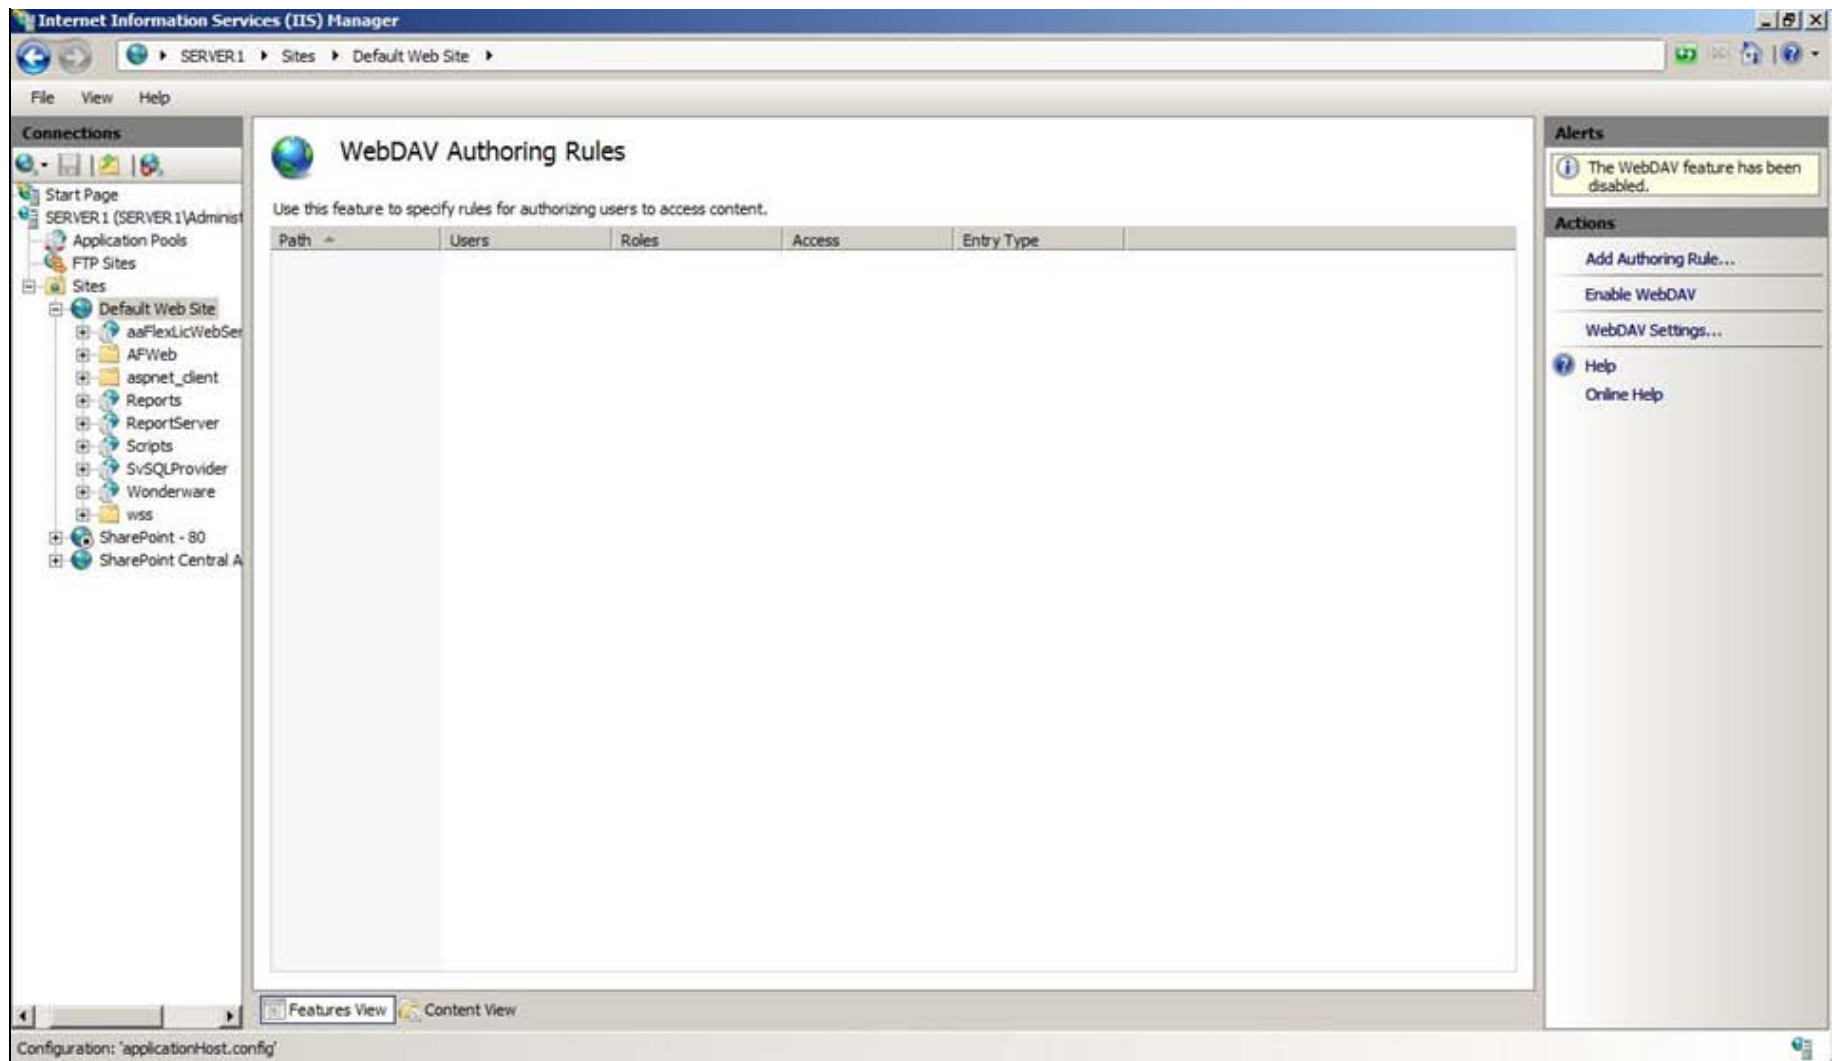 Internet Information Services (IIS) Manager
SERVER1 Sites Default Web Site
File View Help
Connections
Start Page
SERVER1 (SERVER1\Administ
Application Pools
FTP Sites
Sites
Default Web Site
aaFlexLicWebSer
AFWeb
aspnet_client
Reports
ReportServer
Scripts
SvSQLProvider
Wonderware
wss
SharePoint - 80
SharePoint Central A
WebDAV Authoring Rules
Use this feature to specify rules for authorizing users to access content.
Path Users Roles Access Entry Type
Features View Content View
Alerts
The WebDAV feature has been
disabled.
Actions
Add Authoring Rule...
Enable WebDAV
WebDAV Settings...
Help
Online Help
Configuration: 'applicationHost.config'